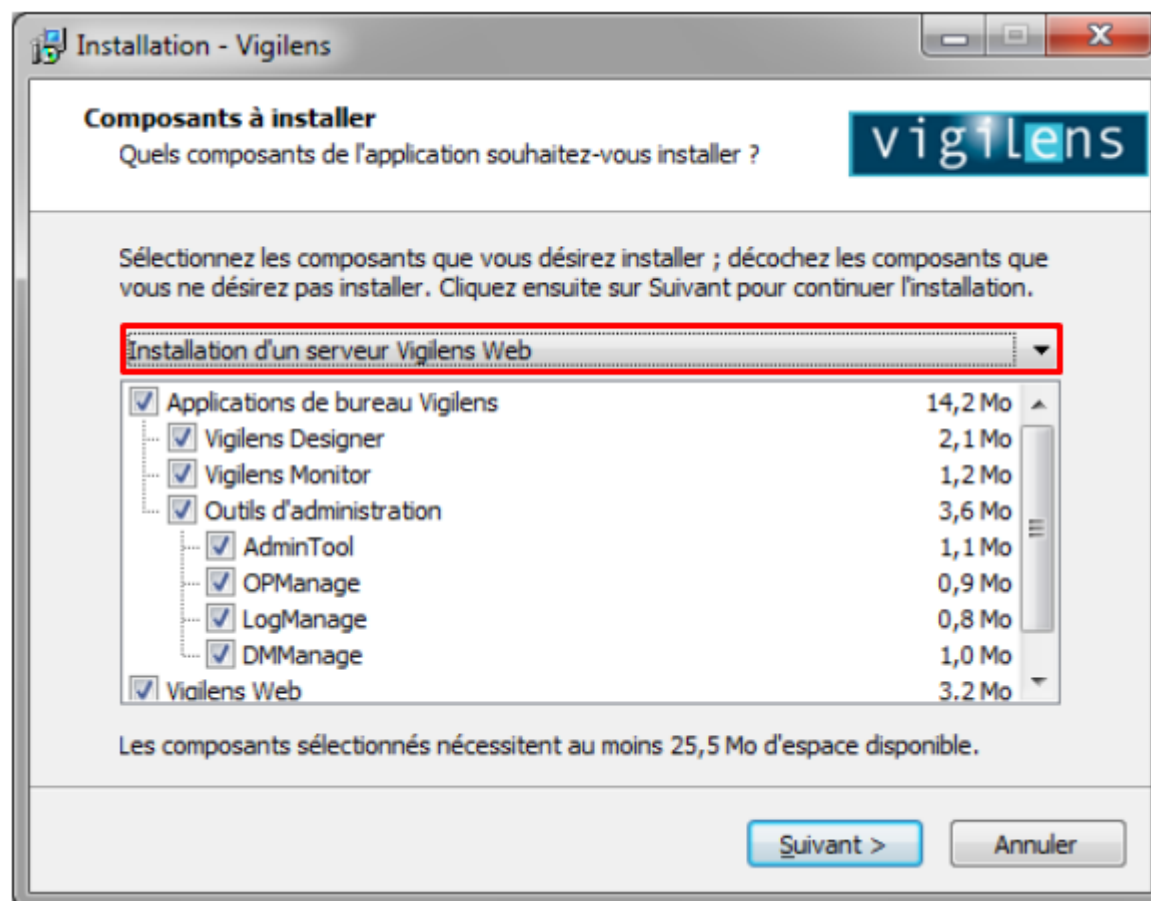 Installation - Vigilens
Composants à installer
Quels composants de l'application souhaitez-vous installer ?
vigilens
Sélectionnez les composants que vous désirez installer ; décochez les composants que
vous ne désirez pas installer. Cliquez ensuite sur Suivant pour continuer l'installation.
Installation d'un serveur Vigilens Web
Applications de bureau Vigilens 14,2 Mo
Vigilens Designer 2,1 Mo
Vigilens Monitor 1,2 Mo
Outils d'administration 3,6 Mo
AdminTool 1,1 Mo
OPManage 0,9 Mo
LogManage 0,8 Mo
DMManage 1,0 Mo
Vigilens Web 3,2 Mo
Les composants sélectionnés nécessitent au moins 25,5 Mo d'espace disponible.
Suivant > Annuler